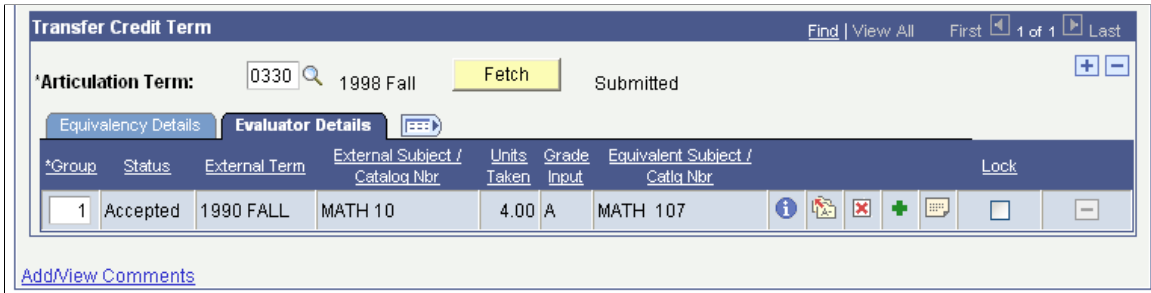 Transfer Credit Term Find | View All First 1 of 1 Last
*Articulation Term: 0330 1998 Fall Fetch Submitted
Equivalency Details Evaluator Details
*Group Status External Term External Subject / Catalog Nbr Units Taken Grade Input Equivalent Subject / Catlg Nbr Lock
1 Accepted 1990 FALL MATH 10 4.00 A MATH 107
Add/View Comments